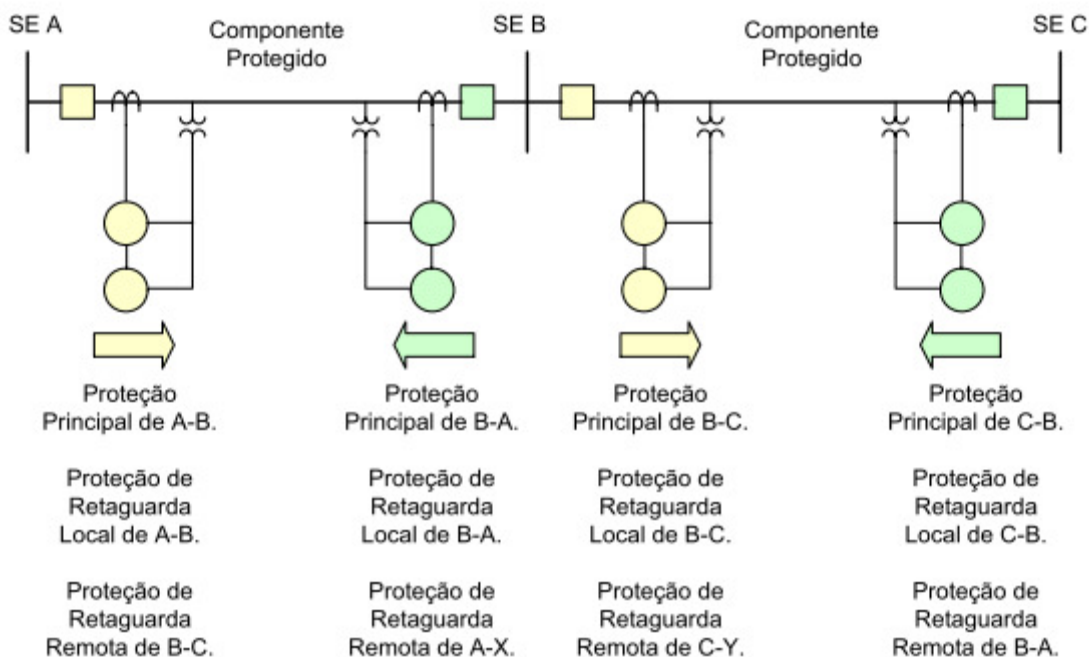 SE A
Componente
Protegido
SE B
Componente
Protegido
SE C
Proteção
Principal de A-B.
Proteção de
Retaguarda
Local de A-B.
Proteção de
Retaguarda
Remota de B-C.
Proteção
Principal de B-A.
Proteção de
Retaguarda
Local de B-A.
Proteção de
Retaguarda
Remota de A-X.
Proteção
Principal de B-C.
Proteção de
Retaguarda
Local de B-C.
Proteção de
Retaguarda
Remota de C-Y.
Proteção
Principal de C-B.
Proteção de
Retaguarda
Local de C-B.
Proteção de
Retaguarda
Remota de B-A.